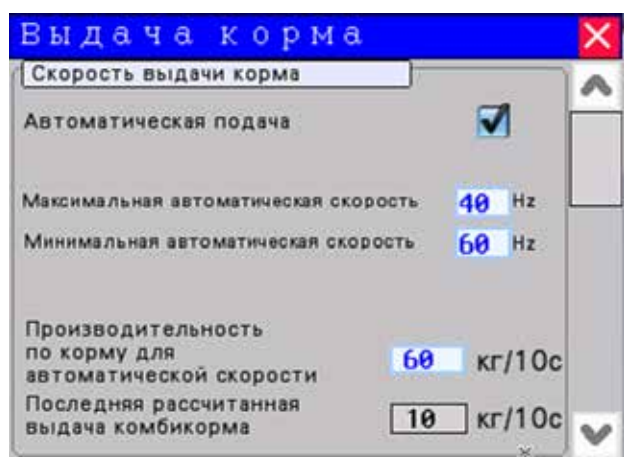 Выдача корма
Скорость выдачи корма
Автоматическая подача
Максимальная автоматическая скорость 40 Hz
Минимальная автоматическая скорость 60 Hz
Производительность
по корму для
автоматической скорости 60 кг/10с
Последняя рассчитанная
выдача комбикорма 10 кг/10с